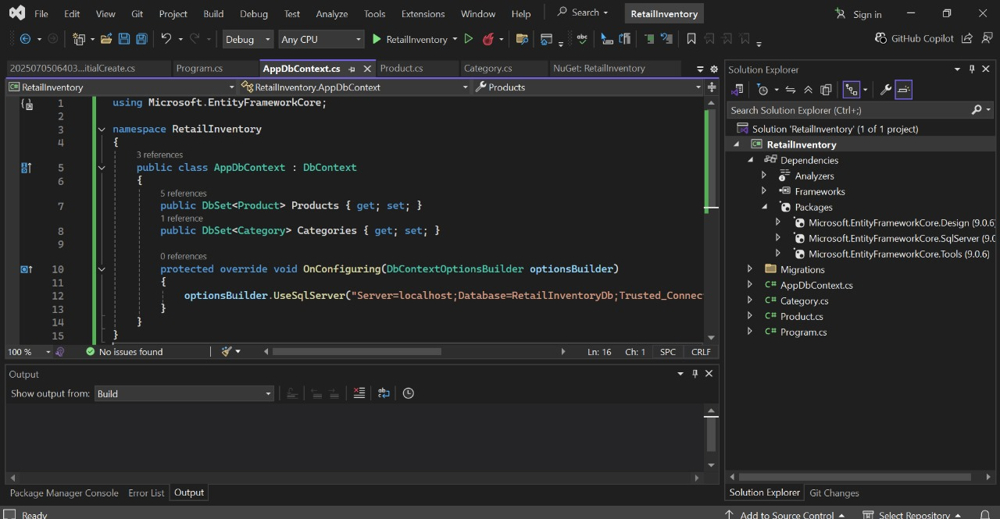 File Edit View Git Project Build Debug Test Analyze Tools Extensions Window Help Search RetailInventory Sign in
Debug Any CPU RetailInventory GitHub Copilot
2025070506403...itialCreate.cs Program.cs AppDbContext.cs Product.cs Category.cs NuGet: RetailInventory
RetailInventory RetailInventory.AppDbContext Products
1 using Microsoft.EntityFrameworkCore;
2
3 namespace RetailInventory
4 {
3 references
5 public class AppDbContext : DbContext
6 {
5 references
7 public DbSet<Product> Products { get; set; }
1 reference
8 public DbSet<Category> Categories { get; set; }
9
0 references
10 protected override void OnConfiguring(DbContextOptionsBuilder optionsBuilder)
11 {
12 optionsBuilder.UseSqlServer("Server=localhost;Database=RetailInventoryDb;Trusted_Connec
13 }
14 }
15 }
100 % No issues found Ln: 16 Ch: 1 SPC CRLF
Output
Show output from: Build
Package Manager Console Error List Output
Solution Explorer
Search Solution Explorer (Ctrl+;)
Solution 'RetailInventory' (1 of 1 project)
RetailInventory
Dependencies
Analyzers
Frameworks
Packages
Microsoft.EntityFrameworkCore.Design (9.0.6
Microsoft.EntityFrameworkCore.SqlServer (9.0
Microsoft.EntityFrameworkCore.Tools (9.0.6)
Migrations
C# AppDbContext.cs
C# Category.cs
C# Product.cs
C# Program.cs
Solution Explorer Git Changes
Ready Add to Source Control Select Repository